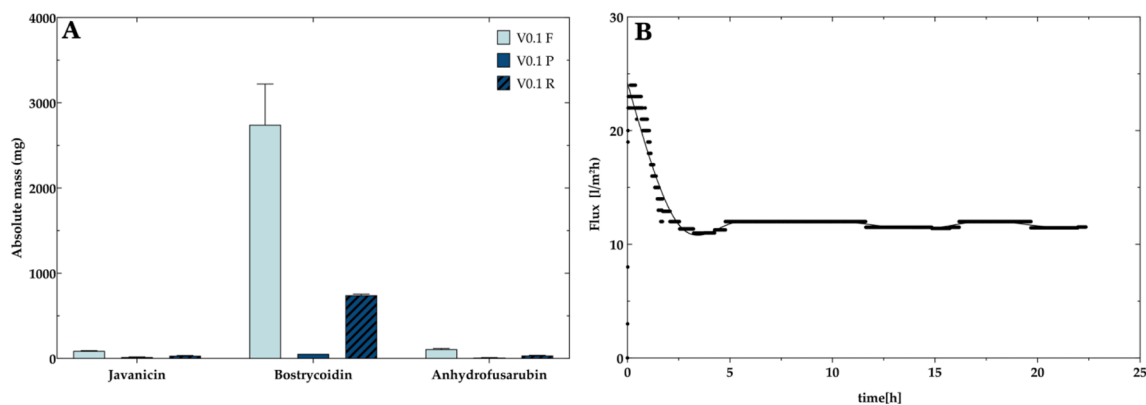 A
4000
3000
2000
1000
0
Absolute mass (mg)
V0.1 F
V0.1 P
V0.1 R
Javanicin
Bostrycoidin
Anhydrofusarubin
B
30
20
10
0
Flux [l/m²h]
0
5
10
15
20
25
time[h]